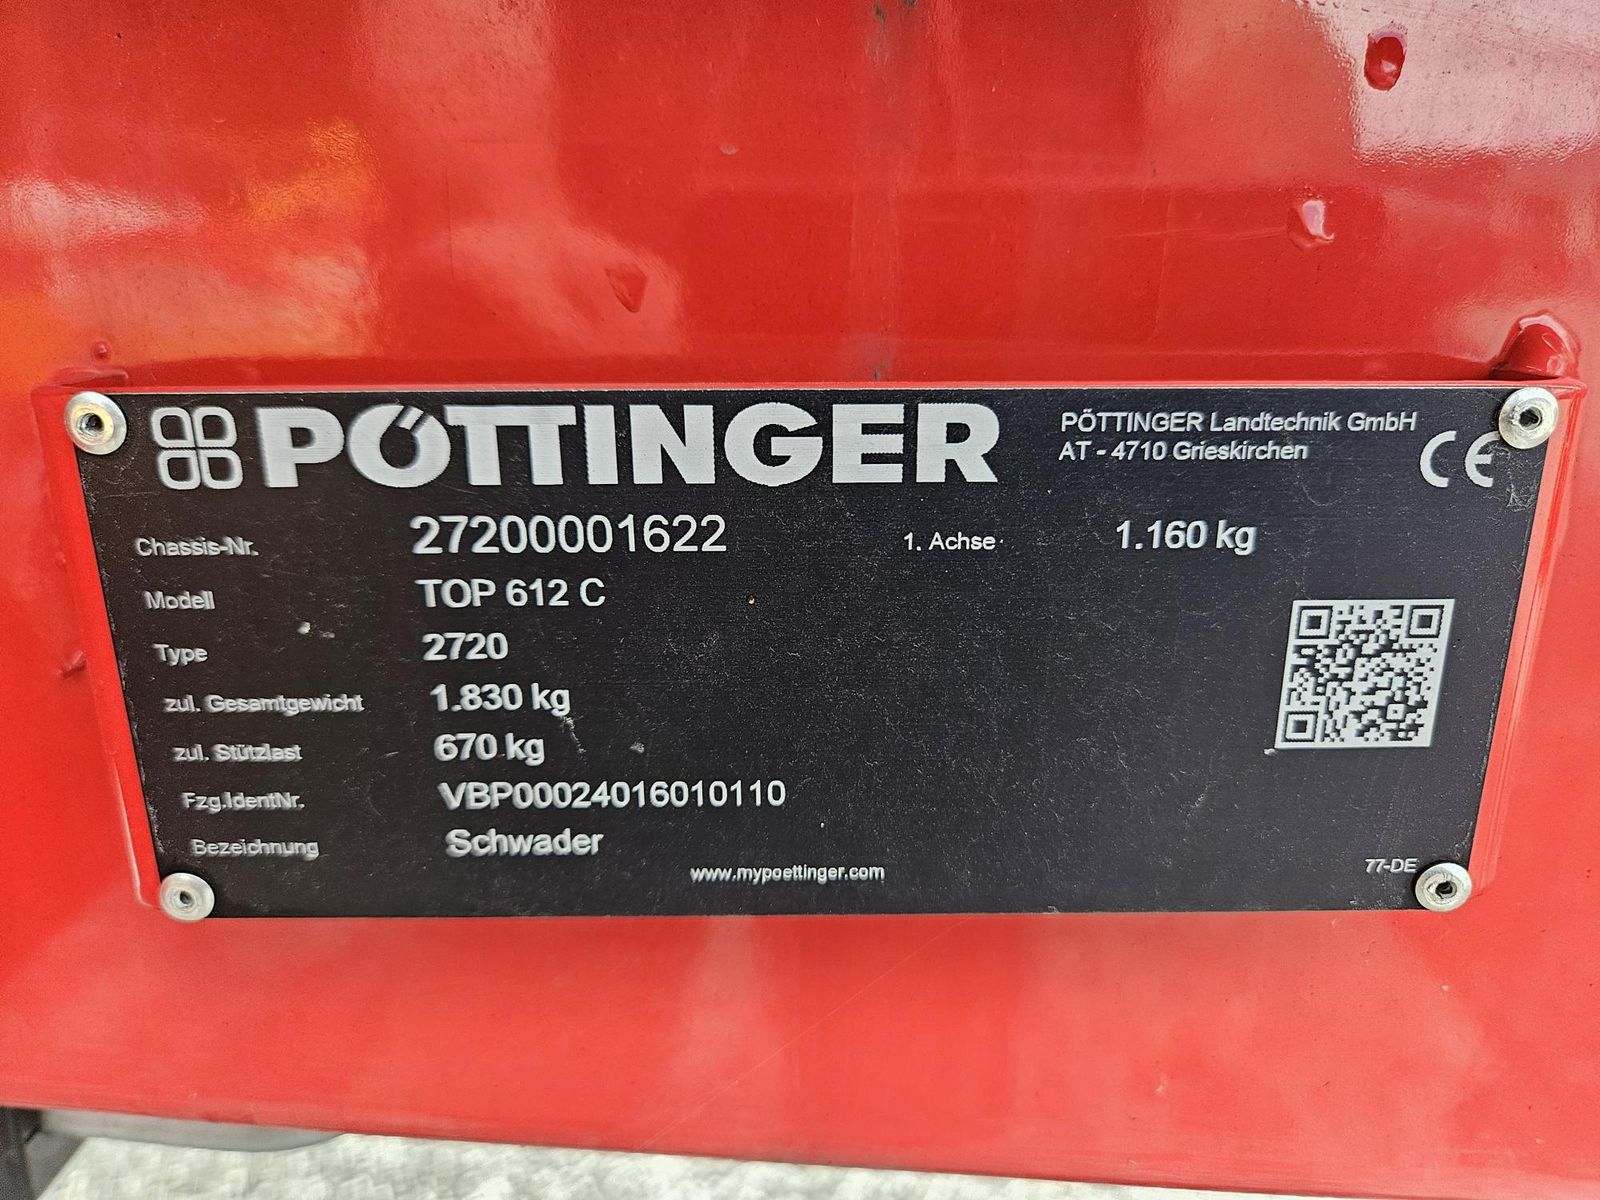 PÖTTINGER
PÖTTINGER Landtechnik GmbH
AT - 4710 Grieskirchen
CE
Chassis-Nr. 27200001622 1. Achse 1.160 kg
Modell TOP 612 C
Type 2720
zul. Gesamtgewicht 1.830 kg
zul. Stützlast 670 kg
Fzg.IdentNr. VBP00024016010110
Bezeichnung Schwader
www.mypoettinger.com
77-DE